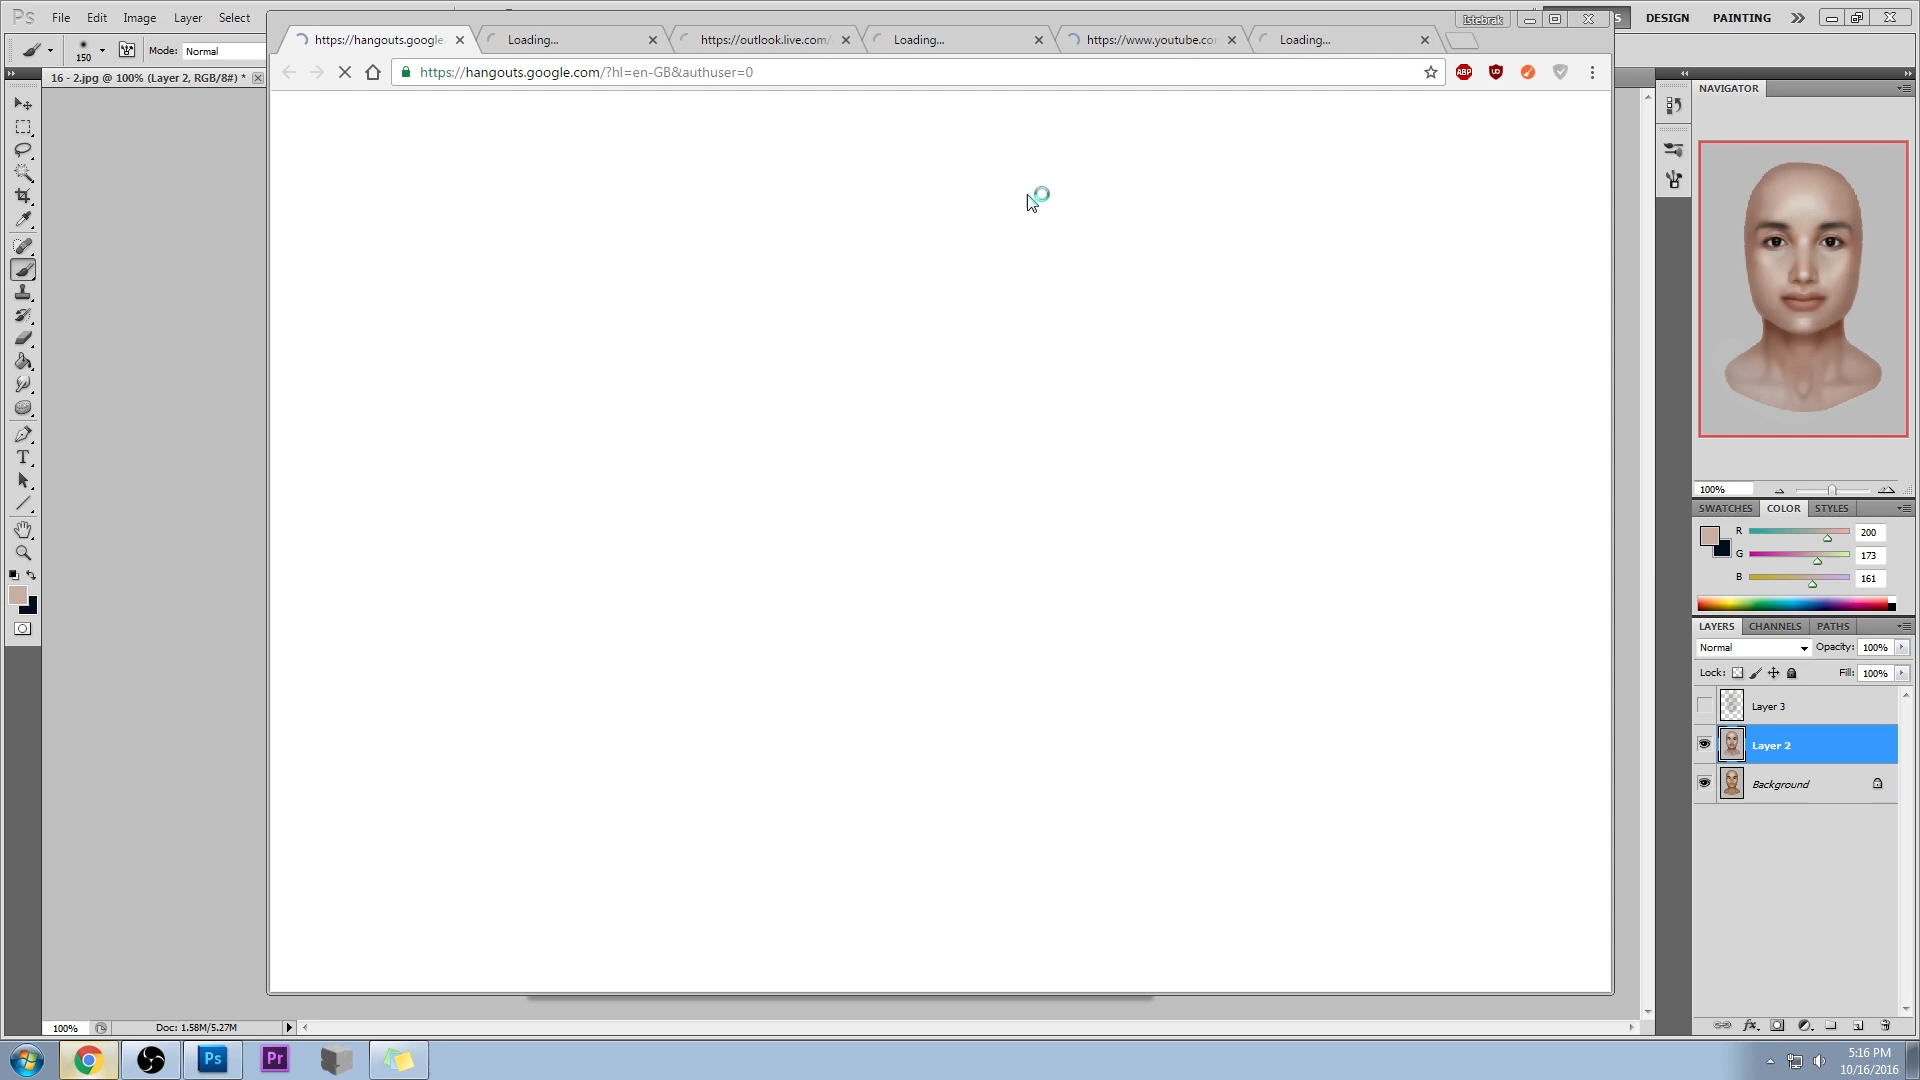 Ps File Edit Image Layer Select
Istebrak
DESIGN PAINTING
https://hangouts.google
Loading...
https://outlook.live.com/
Loading...
https://www.youtube.co
Loading...
https://hangouts.google.com/?hl=en-GB&authuser=0
ABP
150 Mode: Normal
16 - 2.jpg @ 100% (Layer 2, RGB/8#) *
NAVIGATOR
100%
SWATCHES COLOR STYLES
R 200
G 173
B 161
LAYERS CHANNELS PATHS
Normal Opacity: 100%
Lock: Fill: 100%
Layer 3
Layer 2
Background
100% Doc: 1.58M/5.27M
Ps Pr
5:16 PM
10/16/2016